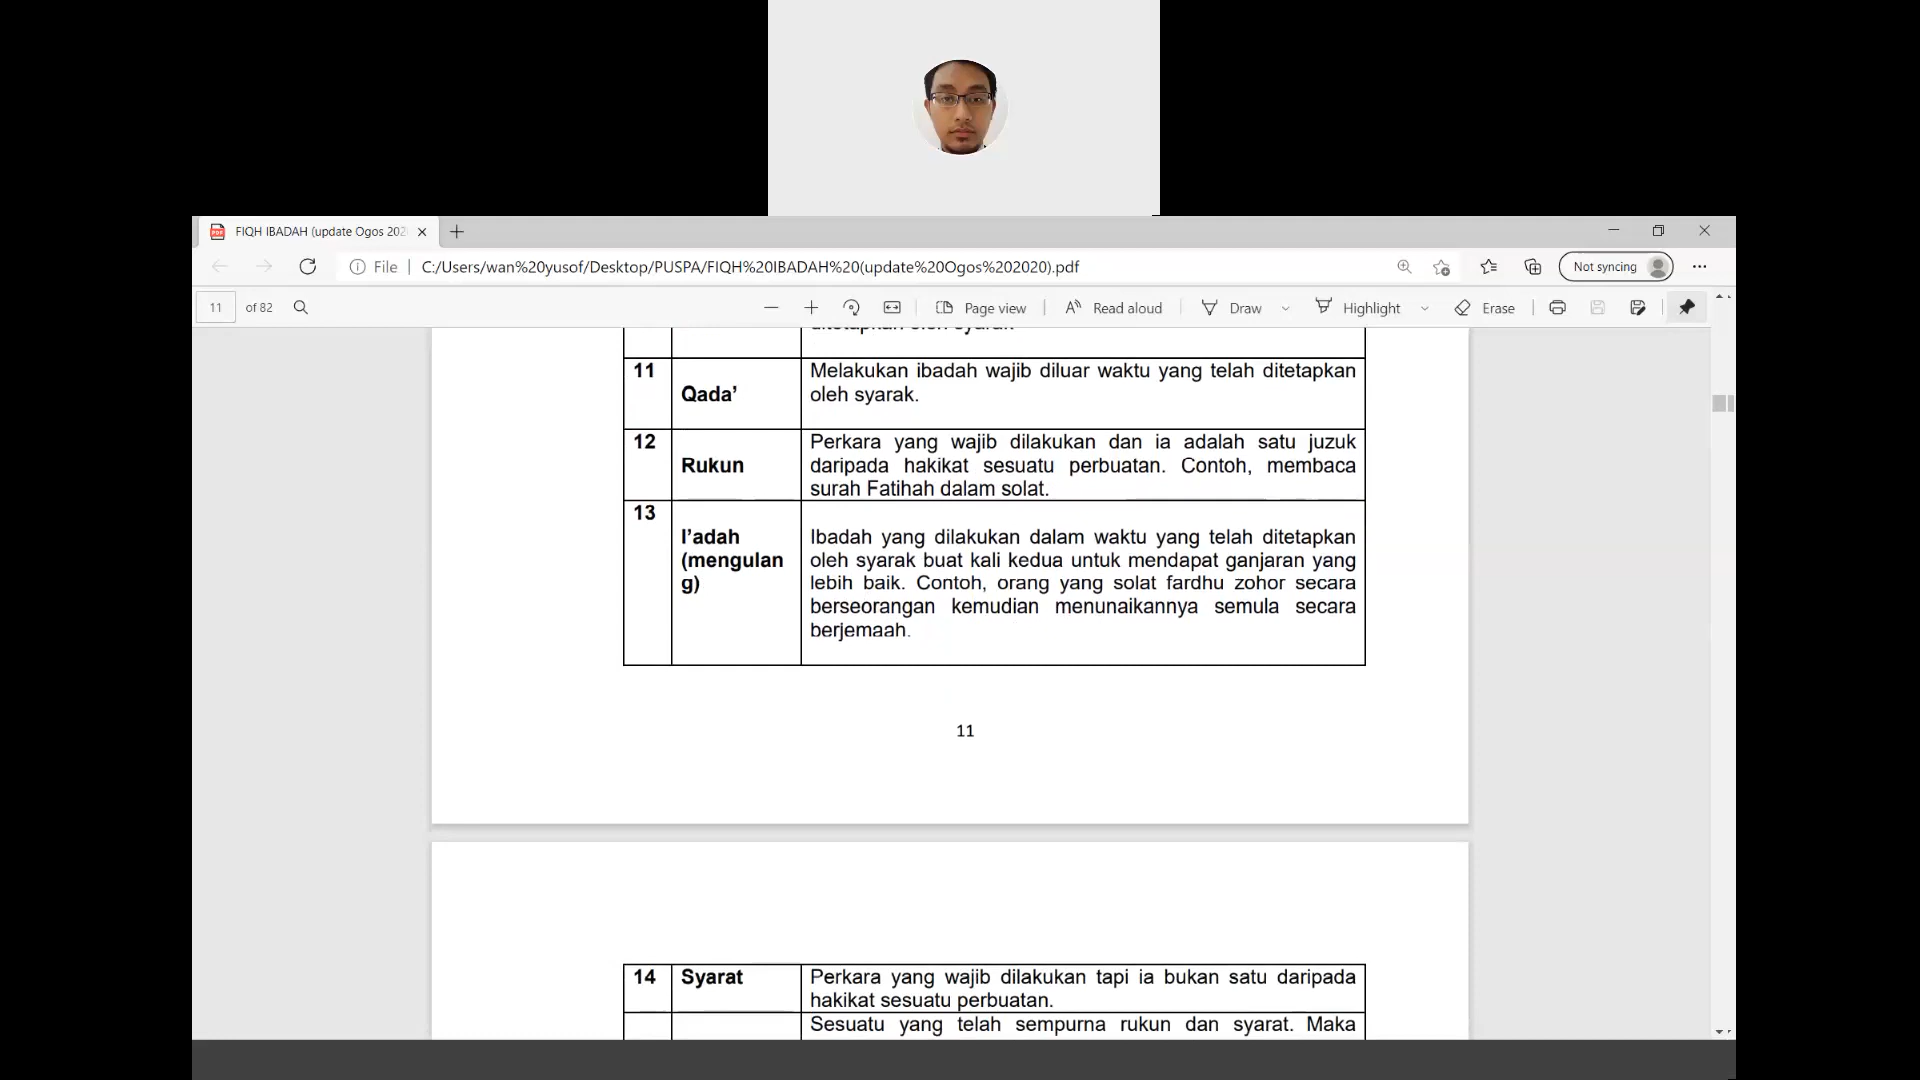 FIQH IBADAH (update Ogos 202
File
C:/Users/wan%20yusof/Desktop/PUSPA/FIQH%20IBADAH%20(update%20Ogos%202020).pdf
Not syncing
11 of 82
Page view
Read aloud
Draw
Highlight
Erase
ditetapkan oleh syarak
11
Qada’
Melakukan ibadah wajib diluar waktu yang telah ditetapkan
oleh syarak.
12
Rukun
Perkara yang wajib dilakukan dan ia adalah satu juzuk
daripada hakikat sesuatu perbuatan. Contoh, membaca
surah Fatihah dalam solat.
13
I’adah
(mengulan
g)
Ibadah yang dilakukan dalam waktu yang telah ditetapkan
oleh syarak buat kali kedua untuk mendapat ganjaran yang
lebih baik. Contoh, orang yang solat fardhu zohor secara
berseorangan kemudian menunaikannya semula secara
berjemaah.
11
14
Syarat
Perkara yang wajib dilakukan tapi ia bukan satu daripada
hakikat sesuatu perbuatan.
Sesuatu yang telah sempurna rukun dan syarat. Maka